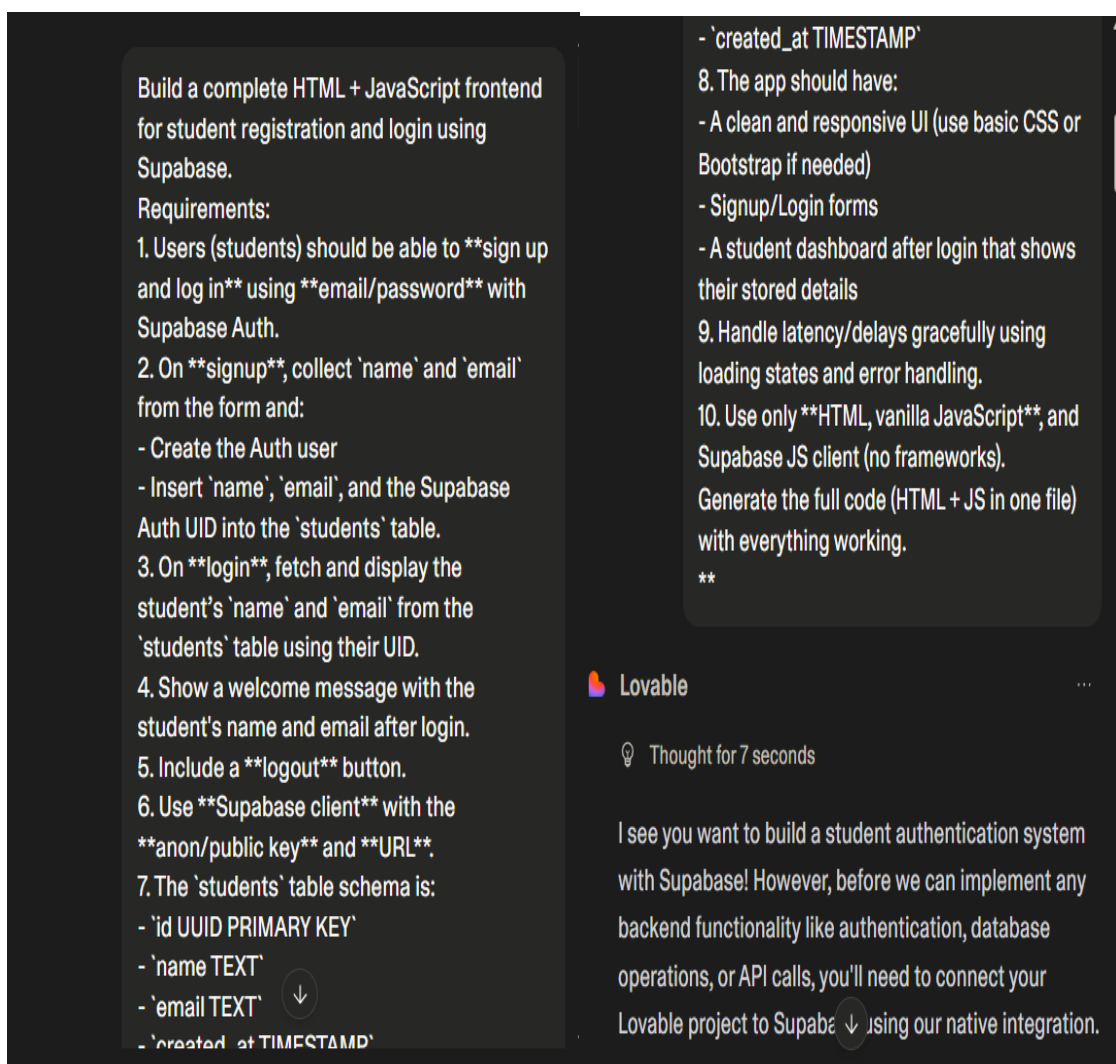 Build a complete HTML + JavaScript frontend
for student registration and login using
Supabase.
Requirements:
1. Users (students) should be able to **sign up
and log in** using **email/password** with
Supabase Auth.
2. On **signup**, collect `name` and `email`
from the form and:
- Create the Auth user
- Insert `name`, `email`, and the Supabase
Auth UID into the `students` table.
3. On **login**, fetch and display the
student's `name` and `email` from the
`students` table using their UID.
4. Show a welcome message with the
student's name and email after login.
5. Include a **logout** button.
6. Use **Supabase client** with the
**anon/public key** and **URL**.
7. The `students` table schema is:
- `id UUID PRIMARY KEY`
- `name TEXT`
- `email TEXT`
- `created_at TIMESTAMP`
- `created_at TIMESTAMP`
8. The app should have:
- A clean and responsive UI (use basic CSS or
Bootstrap if needed)
- Signup/Login forms
- A student dashboard after login that shows
their stored details
9. Handle latency/delays gracefully using
loading states and error handling.
10. Use only **HTML, vanilla JavaScript**, and
Supabase JS client (no frameworks).
Generate the full code (HTML + JS in one file)
with everything working.
**
Lovable
Thought for 7 seconds
I see you want to build a student authentication system
with Supabase! However, before we can implement any
backend functionality like authentication, database
operations, or API calls, you'll need to connect your
Lovable project to Supaba using our native integration.